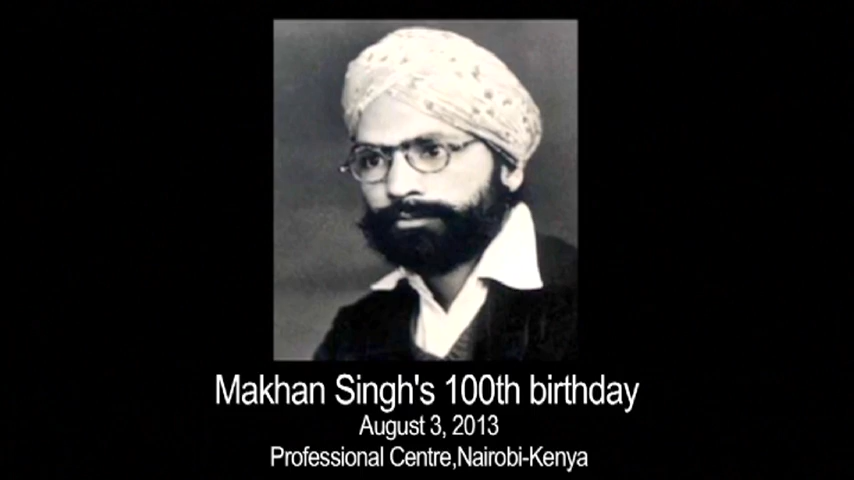 Makhan Singh's 100th birthday
August 3, 2013
Professional Centre,Nairobi-Kenya